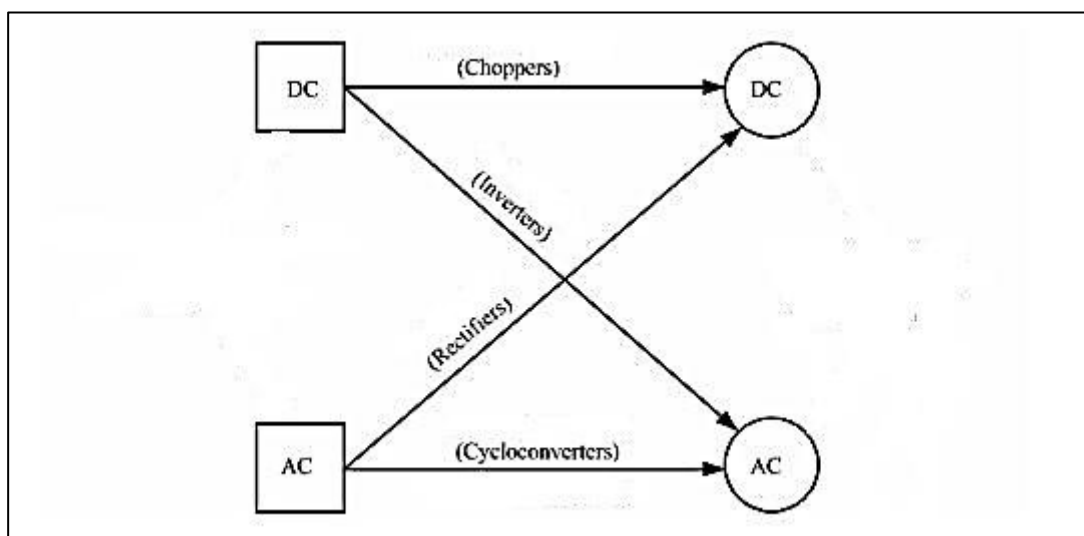 DC
(Choppers)
DC
(Inverters)
(Rectifiers)
AC
(Cycloconverters)
AC